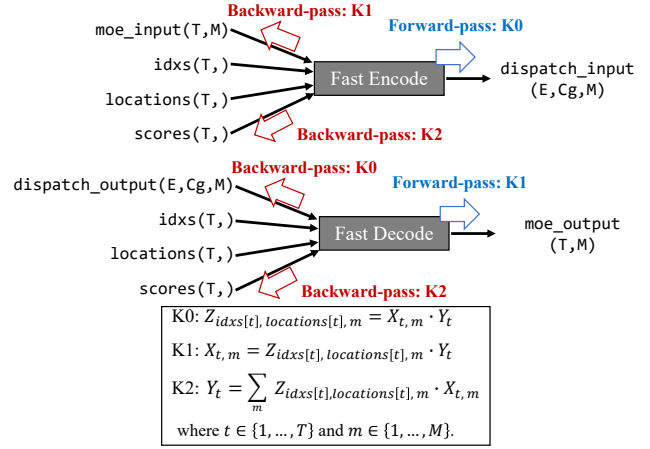 Backward-pass: K1
moe_input(T,M)
Forward-pass: K0
idxs(T,)
Fast Encode
dispatch_input
(E,Cg,M)
locations(T,)
scores(T,)
Backward-pass: K2
Backward-pass: K0
dispatch_output(E,Cg,M)
Forward-pass: K1
idxs(T,)
Fast Decode
moe_output
(T,M)
locations(T,)
scores(T,)
Backward-pass: K2
K0: Z_{idxs[t], locations[t], m} = X_{t, m} · Y_t
K1: X_{t, m} = Z_{idxs[t], locations[t], m} · Y_t
K2: Y_t = ∑_m Z_{idxs[t],locations[t], m} · X_{t, m}
where t ∈ {1, … , T} and m ∈ {1, … , M}.